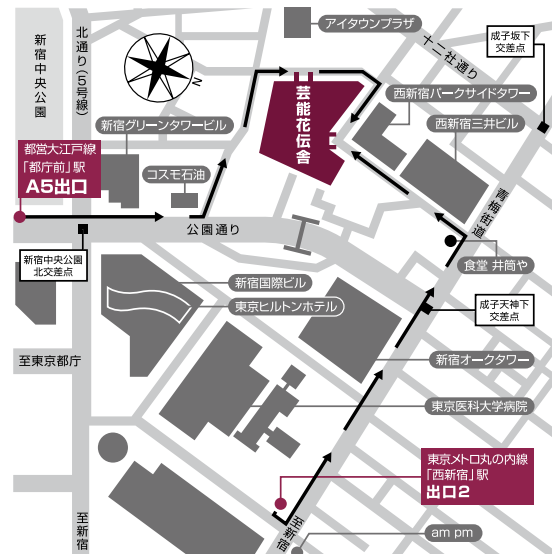 アイタウンプラザ
成子坂下
交差点
十二社通り
新宿中央公園
北通り(5号線)
N
西新宿パークサイドタワー
芸能花伝舎
新宿グリーンタワービル
西新宿三井ビル
都営大江戸線
「都庁前」駅
A5出口
コスモ石油
青梅街道
公園通り
新宿中央公園
北交差点
食堂 井筒や
新宿国際ビル
東京ヒルトンホテル
成子天神下
交差点
至東京都庁
新宿オークタワー
東京医科大学病院
東京メトロ丸の内線
「西新宿」駅
出口2
至新宿
至新宿
am pm